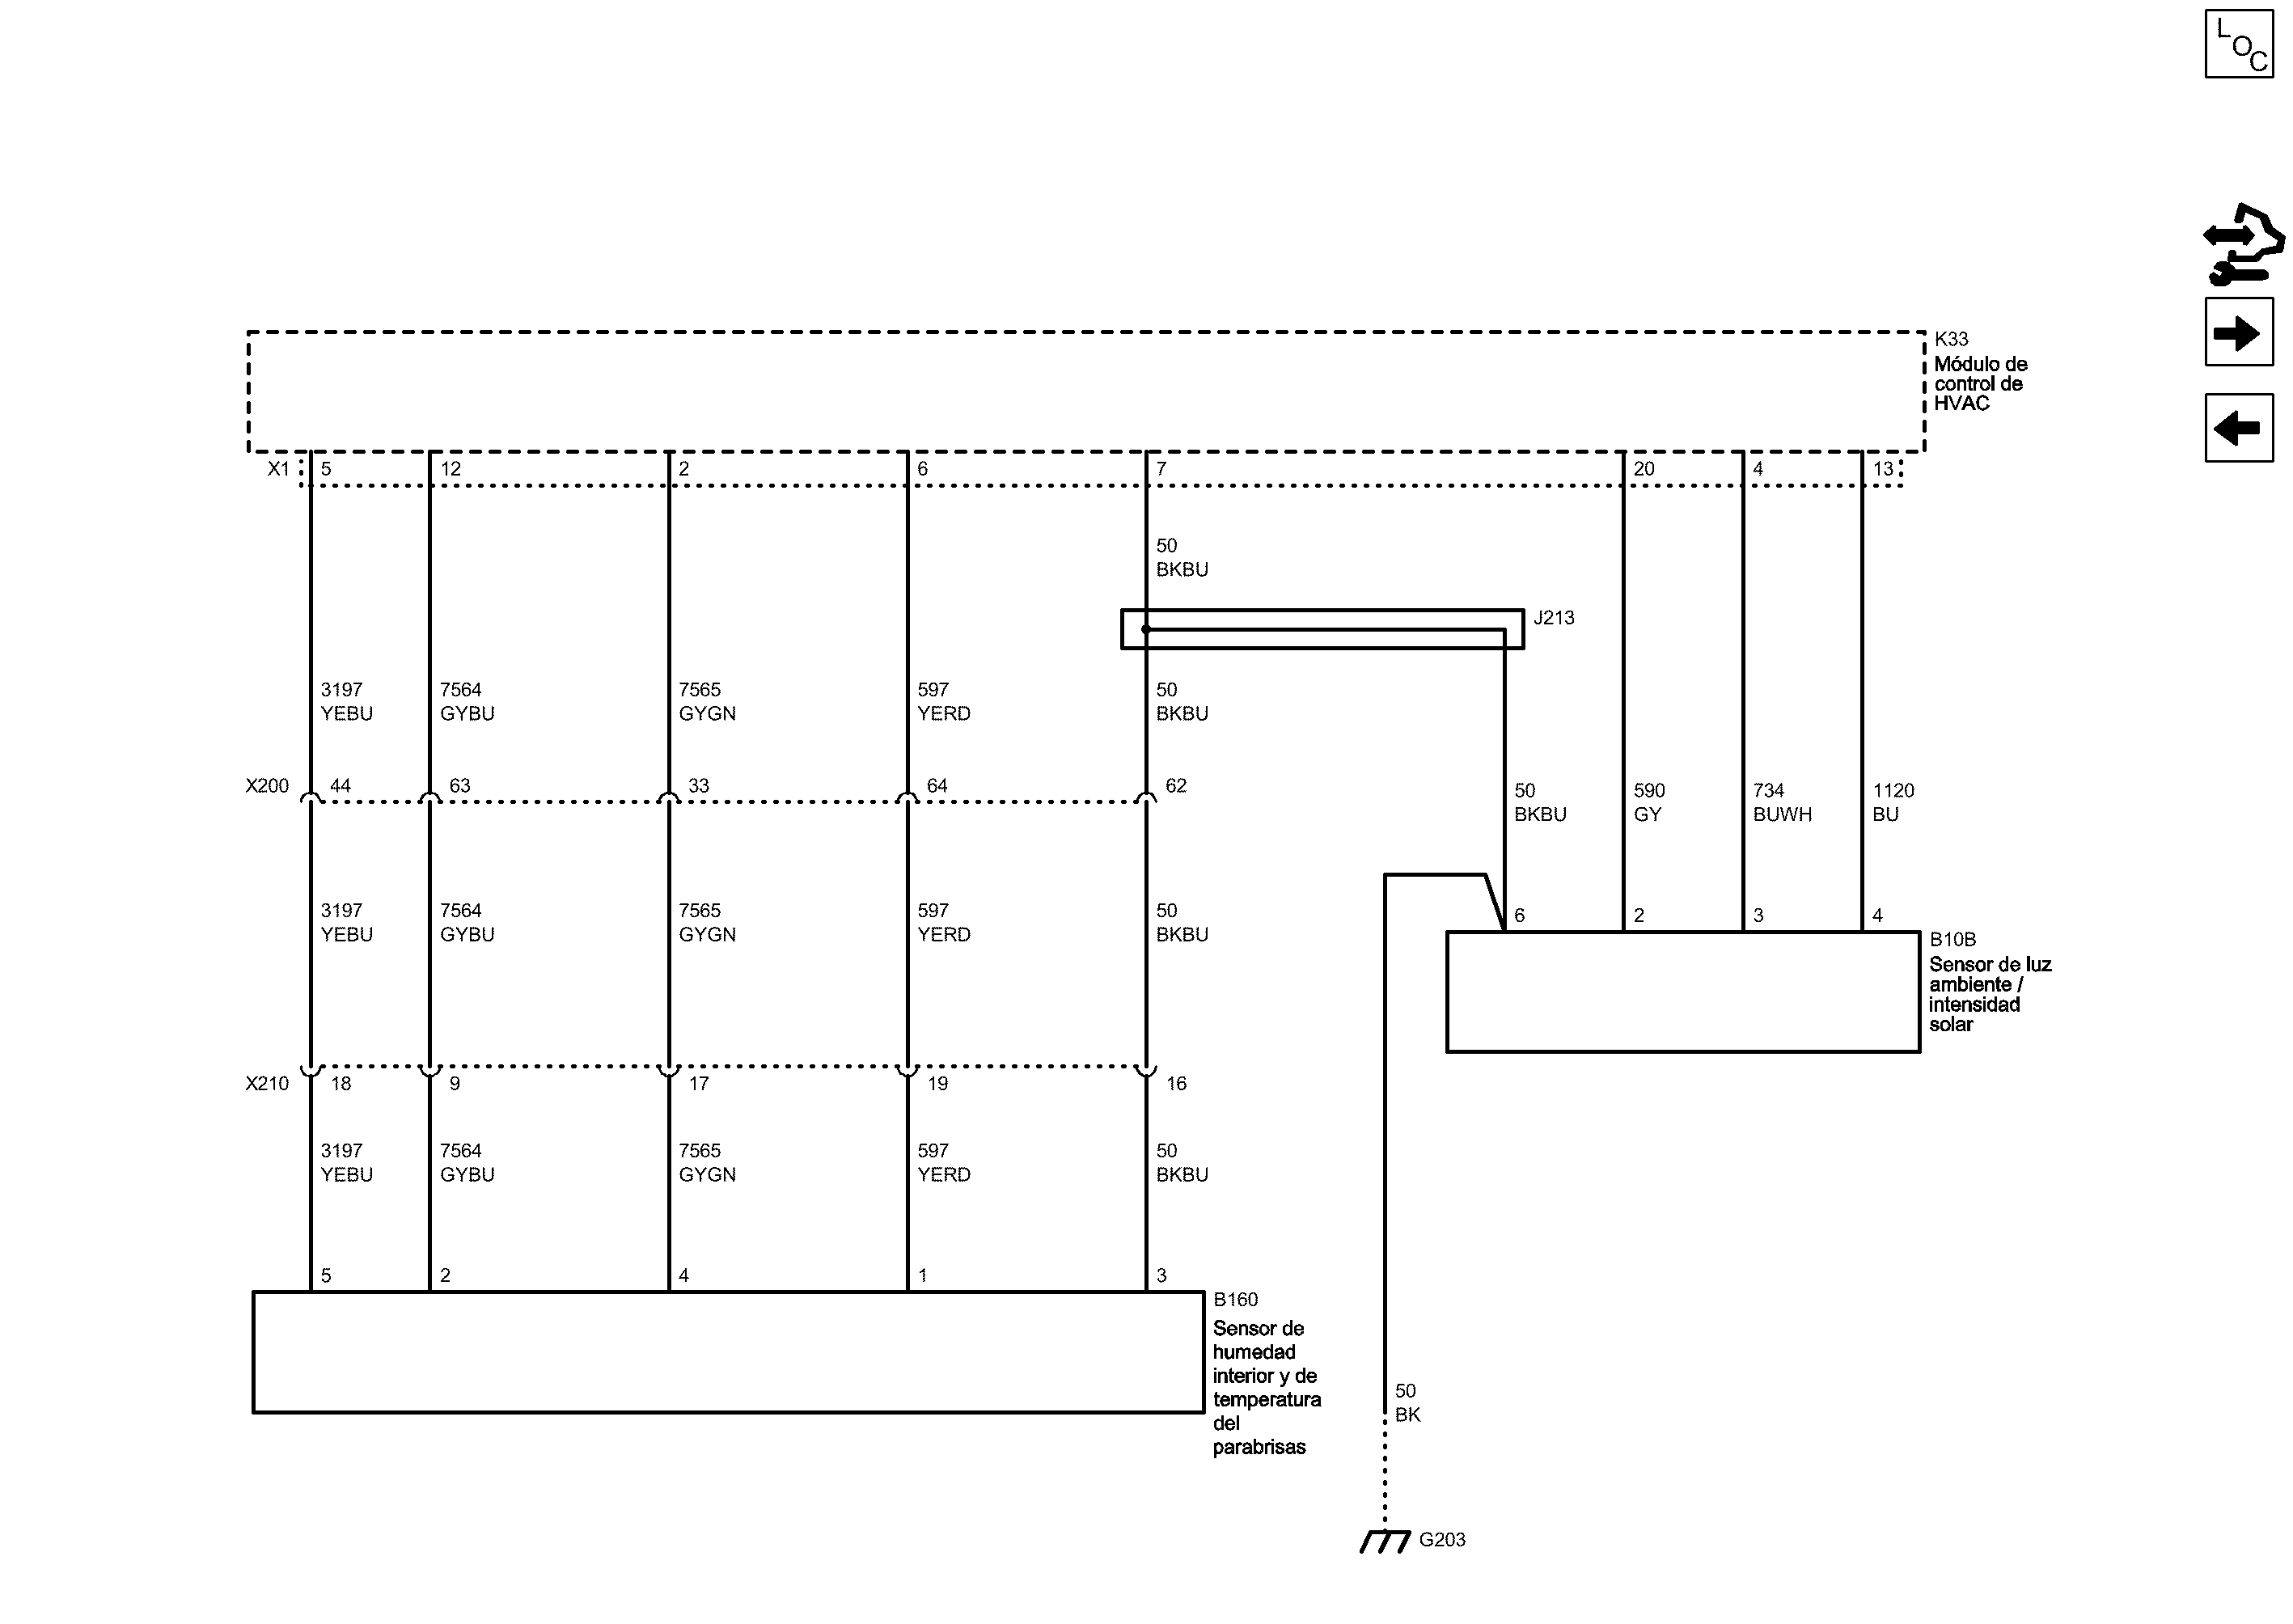 LOC
K33
Módulo de
control de
HVAC
X1 5 12 2 6 7 20 4 13
50
BKBU
J213
3197 7564 7565 597 50
YEBU GYBU GYGN YERD BKBU
X200 44 63 33 64 62
50 590 734 1120
BKBU GY BUWH BU
3197 7564 7565 597 50
YEBU GYBU GYGN YERD BKBU
6 2 3 4
B10B
Sensor de luz
ambiente /
intensidad
solar
X210 18 9 17 19 16
3197 7564 7565 597 50
YEBU GYBU GYGN YERD BKBU
5 2 4 1 3
B160
Sensor de
humedad
interior y de
temperatura
del
parabrisas
50
BK
G203